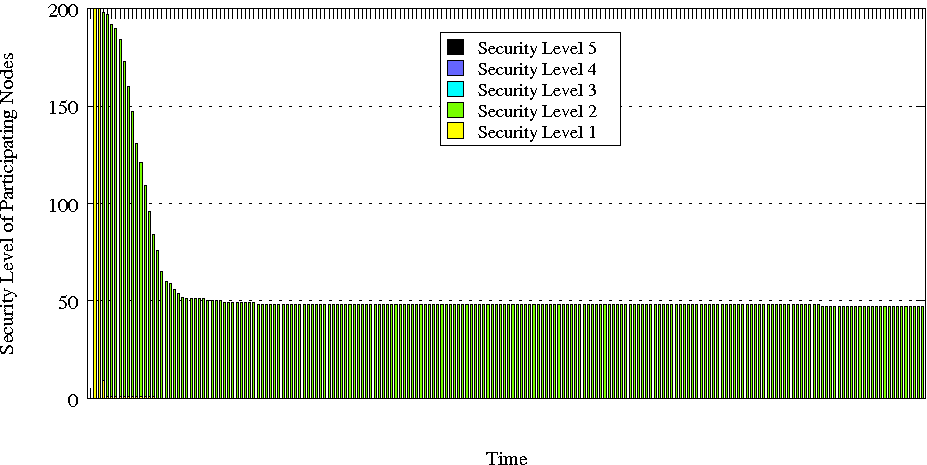 200
150
100
50
0
Security Level of Participating Nodes
Security Level 5
Security Level 4
Security Level 3
Security Level 2
Security Level 1
Time